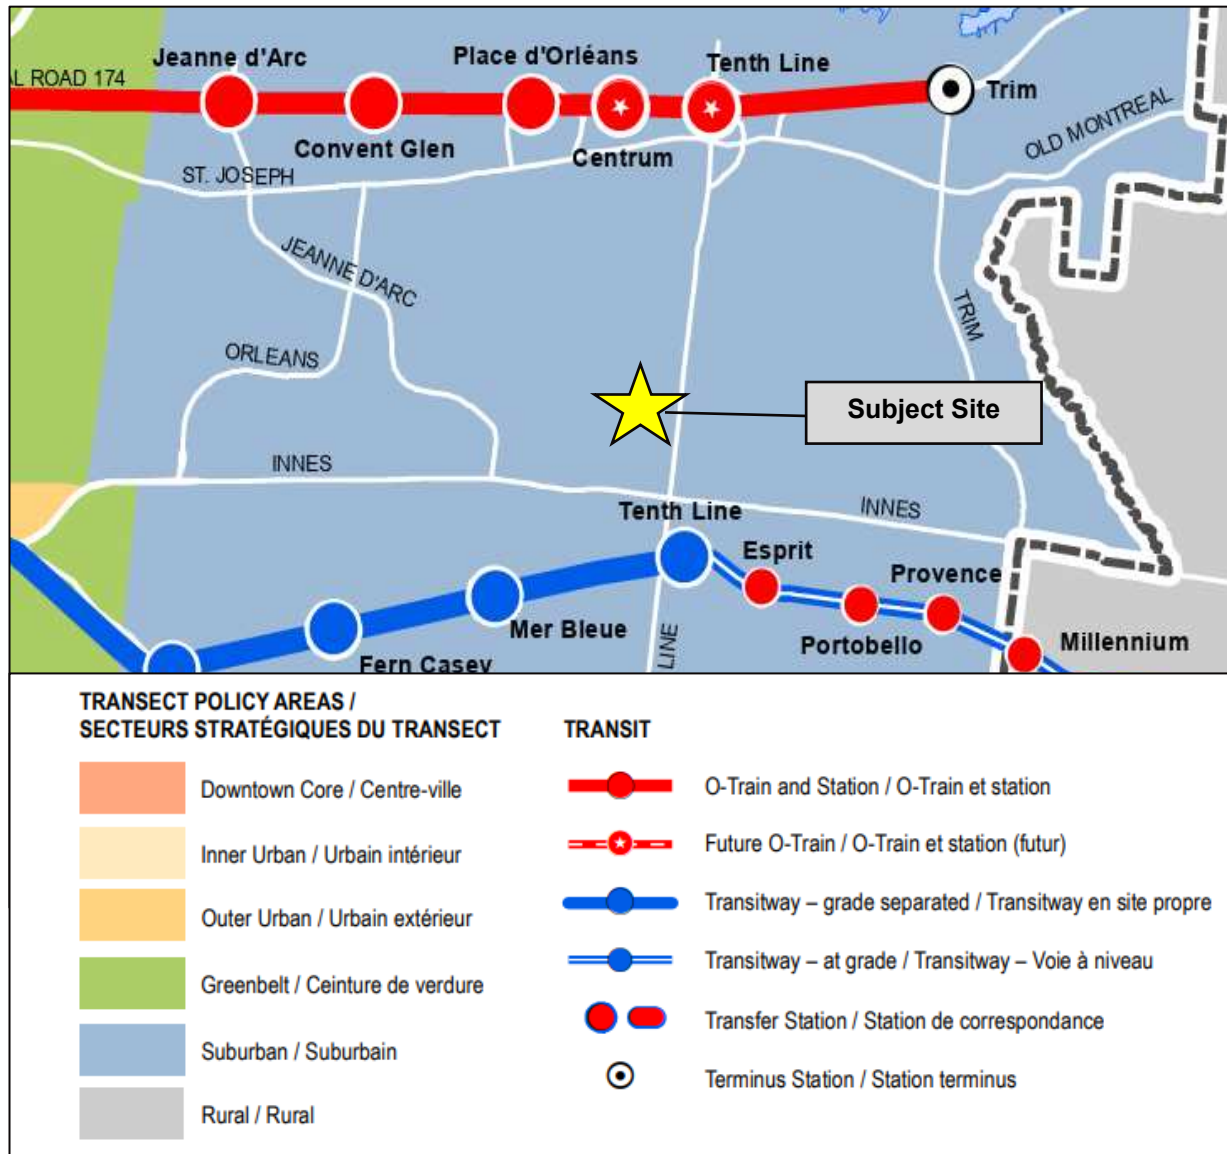 Jeanne d'Arc
Place d'Orléans
Tenth Line
AL ROAD 174
Trim
Convent Glen
Centrum
OLD MONTREAL
ST. JOSEPH
JEANNE D'ARC
TRIM
ORLEANS
Subject Site
INNES
INNES
Tenth Line
Esprit
Provence
Mer Bleue
LINE
Portobello
Millennium
Fern Casey
TRANSECT POLICY AREAS /
SECTEURS STRATÉGIQUES DU TRANSECT
Downtown Core / Centre-ville
Inner Urban / Urbain intérieur
Outer Urban / Urbain extérieur
Greenbelt / Ceinture de verdure
Suburban / Suburbain
Rural / Rural
TRANSIT
O-Train and Station / O-Train et station
Future O-Train / O-Train et station (futur)
Transitway – grade separated / Transitway en site propre
Transitway – at grade / Transitway – Voie à niveau
Transfer Station / Station de correspondance
Terminus Station / Station terminus